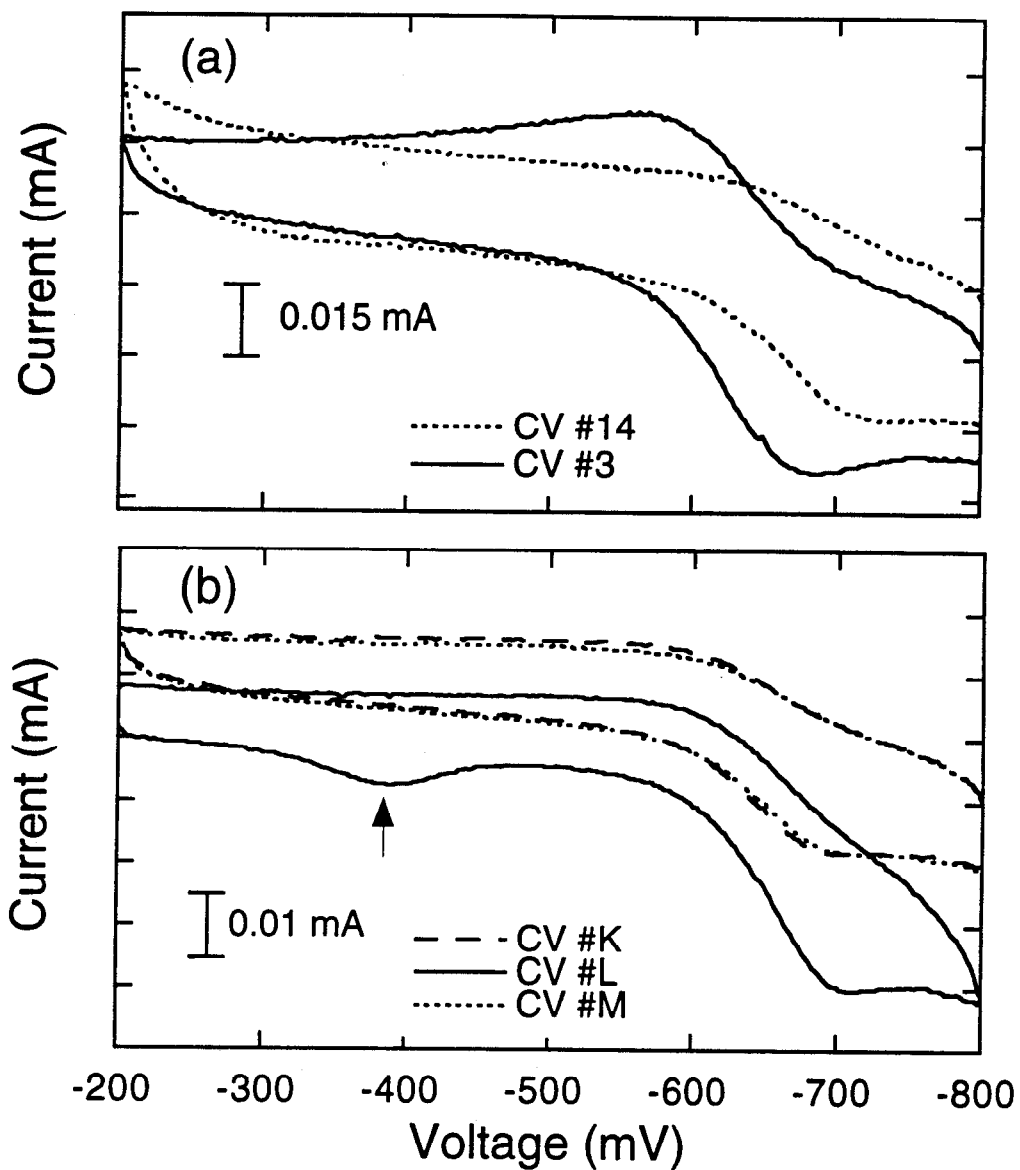 (a)
Current (mA)
0.015 mA
CV #14
CV #3
(b)
Current (mA)
0.01 mA
CV #K
CV #L
CV #M
-200 -300 -400 -500 -600 -700 -800
Voltage (mV)